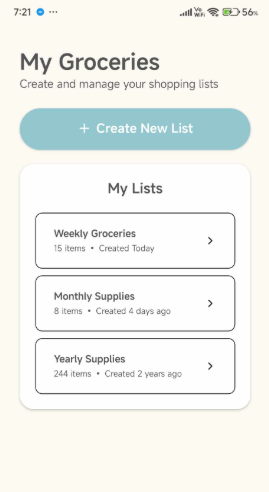 7:21
Vo
WiFi
56%
My Groceries
Create and manage your shopping lists
+ Create New List
My Lists
Weekly Groceries
15 items • Created Today
Monthly Supplies
8 items • Created 4 days ago
Yearly Supplies
244 items • Created 2 years ago